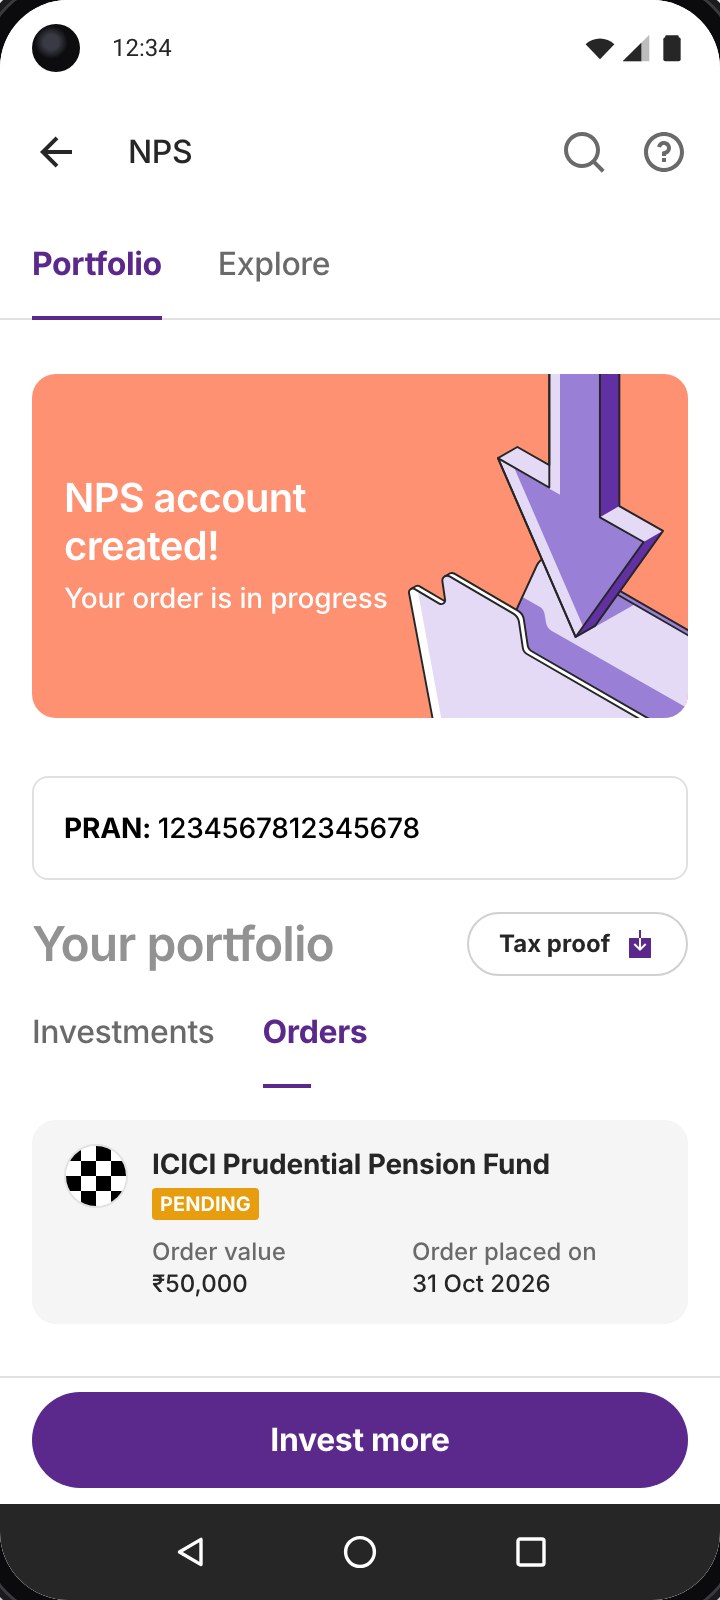 12:34
NPS
Portfolio
Explore
NPS account
created!
Your order is in progress
PRAN: 1234567812345678
Your portfolio
Tax proof
Investments
Orders
ICICI Prudential Pension Fund
PENDING
Order value
Order placed on
₹50,000
31 Oct 2026
Invest more